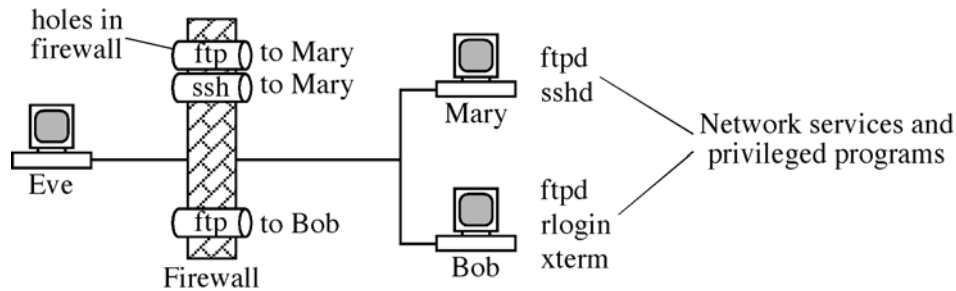 holes in
firewall
ftp
to Mary
ssh
to Mary
Eve
ftp
to Bob
Firewall
Mary
ftpd
sshd
Bob
ftpd
rlogin
xterm
Network services and
privileged programs